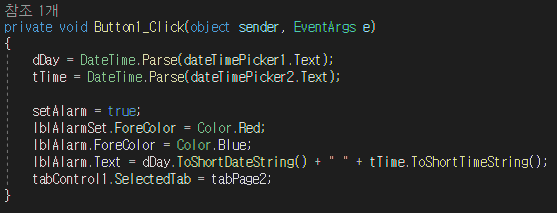 참조 1개
private void Button1_Click(object sender, EventArgs e)
{
dDay = DateTime.Parse(dateTimePicker1.Text);
tTime = DateTime.Parse(dateTimePicker2.Text);
setAlarm = true;
lblAlarmSet.ForeColor = Color.Red;
lblAlarm.ForeColor = Color.Blue;
lblAlarm.Text = dDay.ToShortDateString() + " " + tTime.ToShortTimeString();
tabControl1.SelectedTab = tabPage2;
}